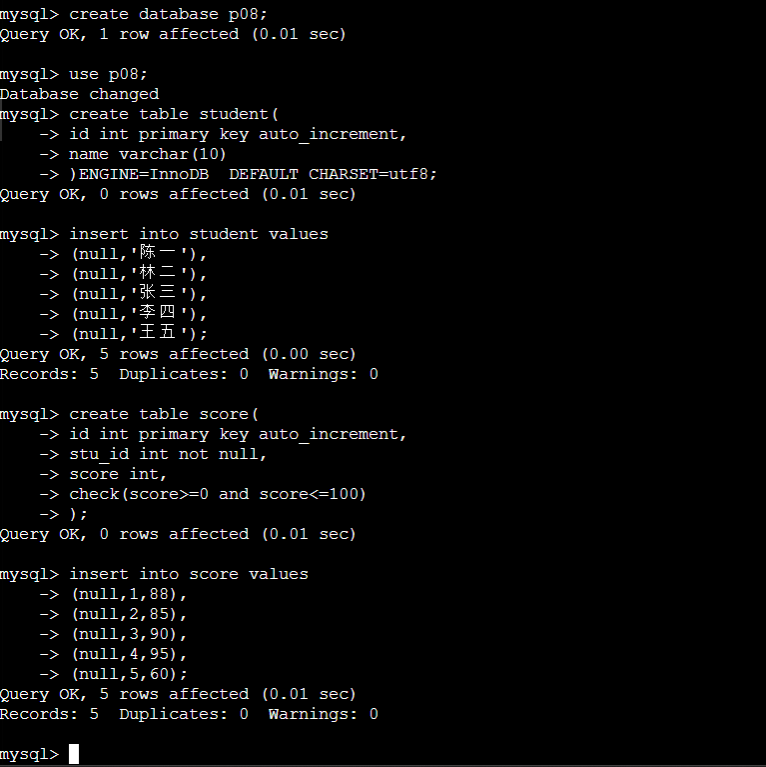 mysql> create database p08;
Query OK, 1 row affected (0.01 sec)
mysql> use p08;
Database changed
mysql> create table student(
    -> id int primary key auto_increment,
    -> name varchar(10)
    -> )ENGINE=InnoDB  DEFAULT CHARSET=utf8;
Query OK, 0 rows affected (0.01 sec)
mysql> insert into student values
    -> (null,'陈一'),
    -> (null,'林二'),
    -> (null,'张三'),
    -> (null,'李四'),
    -> (null,'王五');
Query OK, 5 rows affected (0.00 sec)
Records: 5  Duplicates: 0  Warnings: 0
mysql> create table score(
    -> id int primary key auto_increment,
    -> stu_id int not null,
    -> score int,
    -> check(score>=0 and score<=100)
    -> );
Query OK, 0 rows affected (0.01 sec)
mysql> insert into score values
    -> (null,1,88),
    -> (null,2,85),
    -> (null,3,90),
    -> (null,4,95),
    -> (null,5,60);
Query OK, 5 rows affected (0.01 sec)
Records: 5  Duplicates: 0  Warnings: 0
mysql>